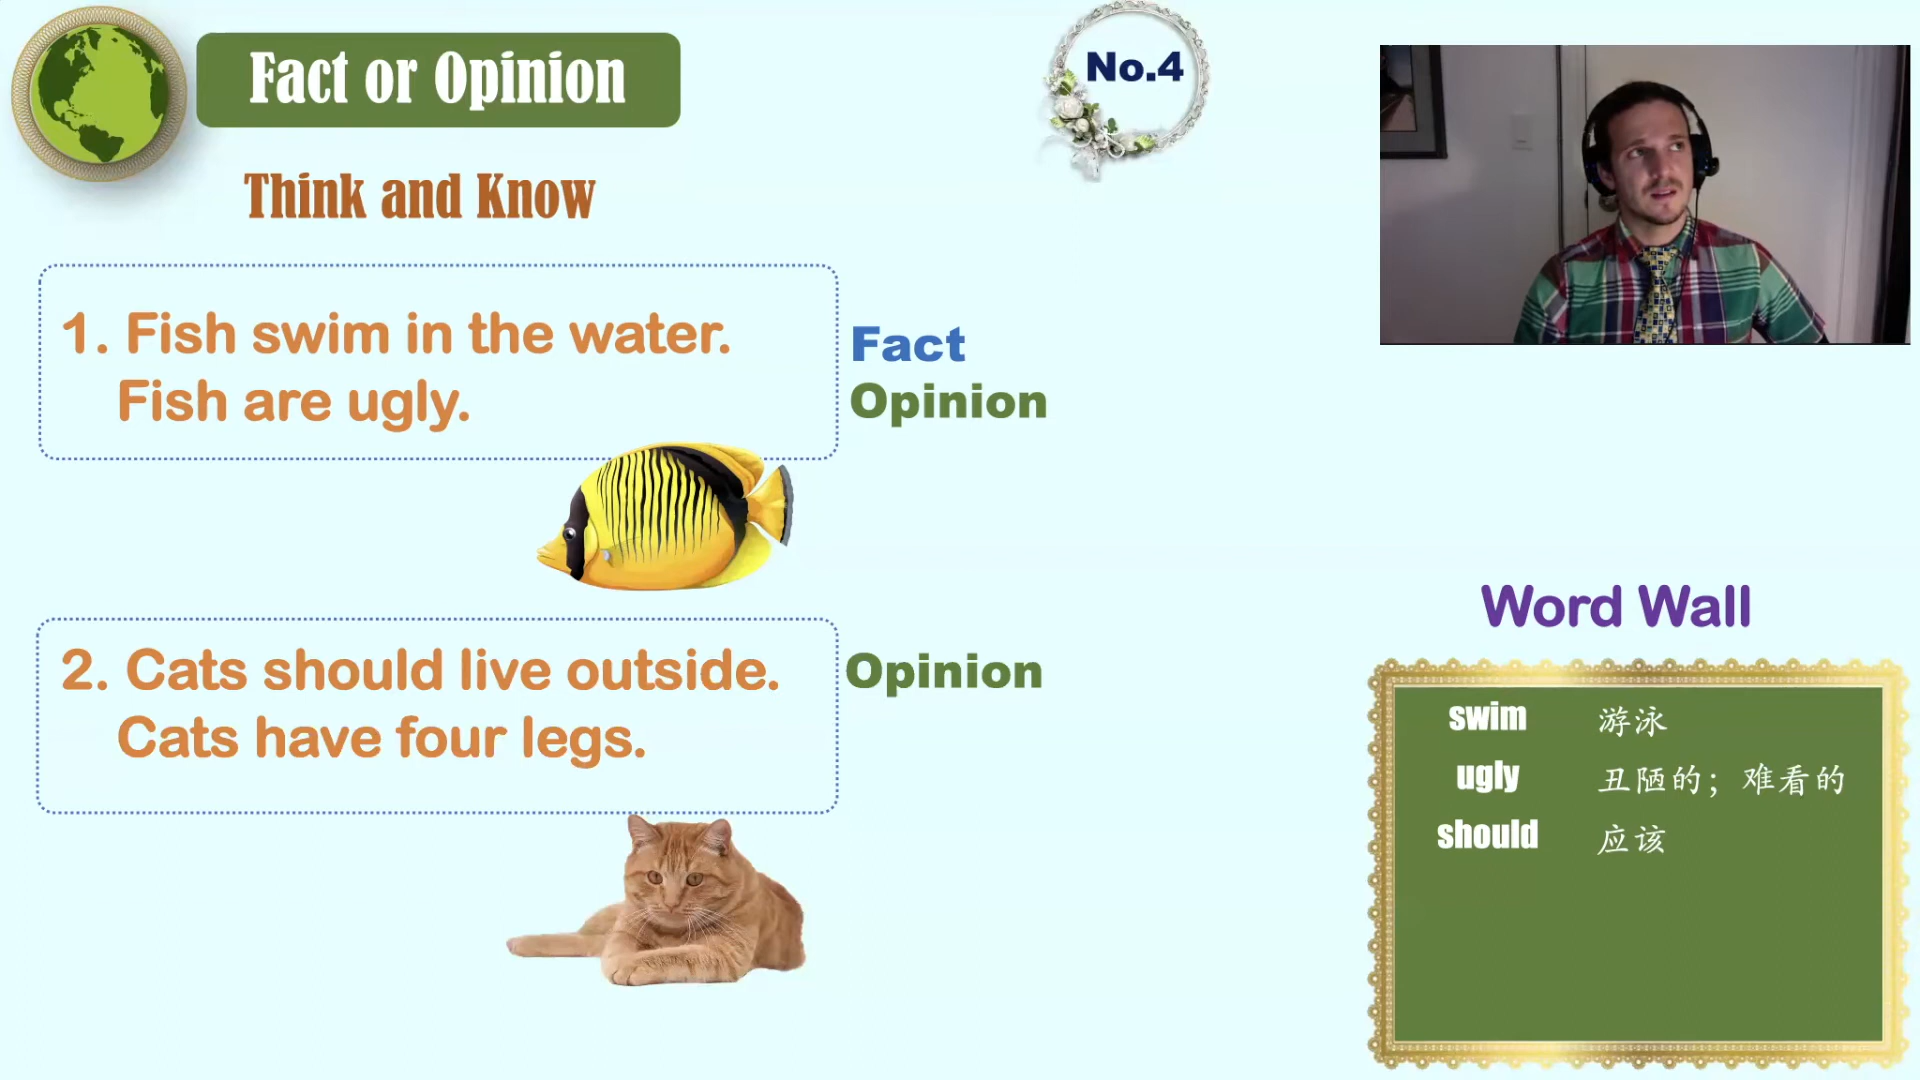 Fact or Opinion
No.4
Think and Know
1. Fish swim in the water.
Fish are ugly.
Fact
Opinion
2. Cats should live outside.
Cats have four legs.
Opinion
Word Wall
swim 游泳
ugly 丑陋的；难看的
should 应该